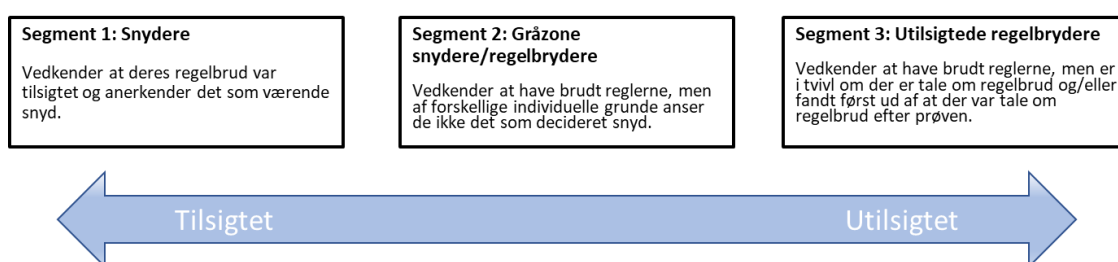 Segment 1: Snydere
Vedkender at deres regelbrud var
tilsigtet og anerkender det som værende
snyd.
Segment 2: Gråzone
snydere/regelbrydere
Vedkender at have brudt reglerne, men
af forskellige individuelle grunde anser
de ikke det som decideret snyd.
Segment 3: Utilsigtede regelbrydere
Vedkender at have brudt reglerne, men er
i tvivl om der er tale om regelbrud og/eller
fandt først ud af at der var tale om
regelbrud efter prøven.
Tilsigtet
Utilsigtet